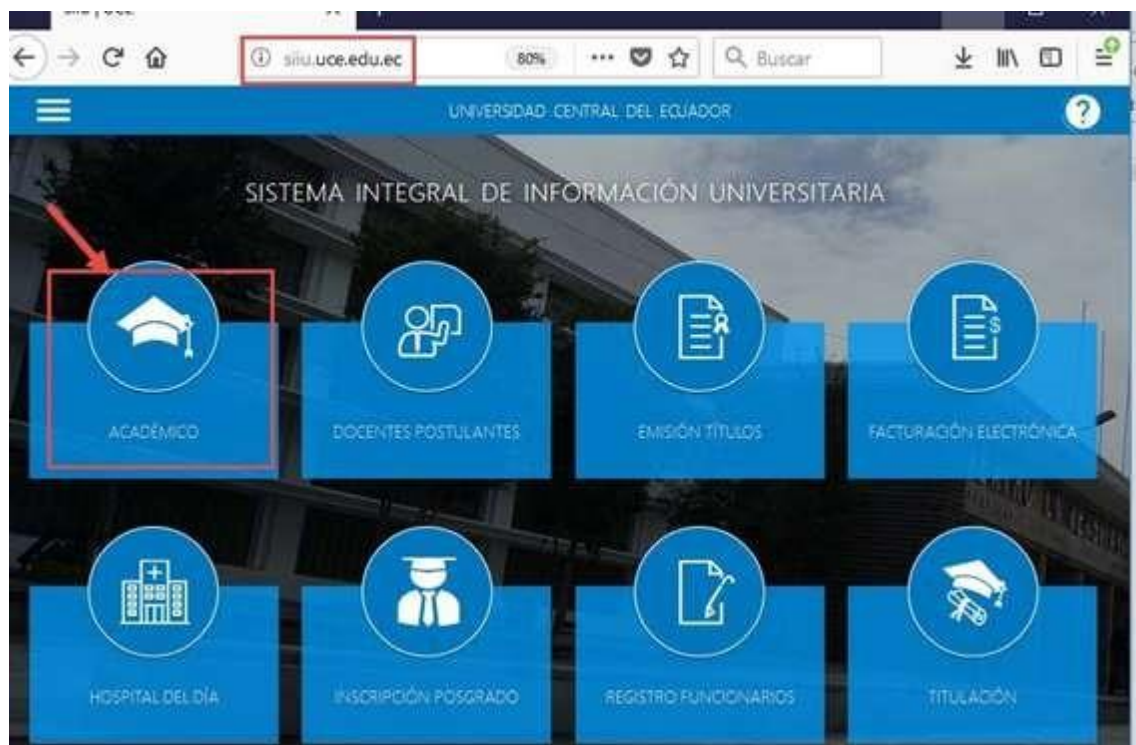 siiu.uce.edu.ec
80%
Buscar
UNIVERSIDAD CENTRAL DEL ECUADOR
?
SISTEMA INTEGRAL DE INFORMACIÓN UNIVERSITARIA
ACADÉMICO
DOCENTES POSTULANTES
EMISIÓN TÍTULOS
FACTURACIÓN ELECTRÓNICA
HOSPITAL DEL DÍA
INSCRIPCIÓN POSGRADO
REGISTRO FUNCIONARIOS
TITULACIÓN